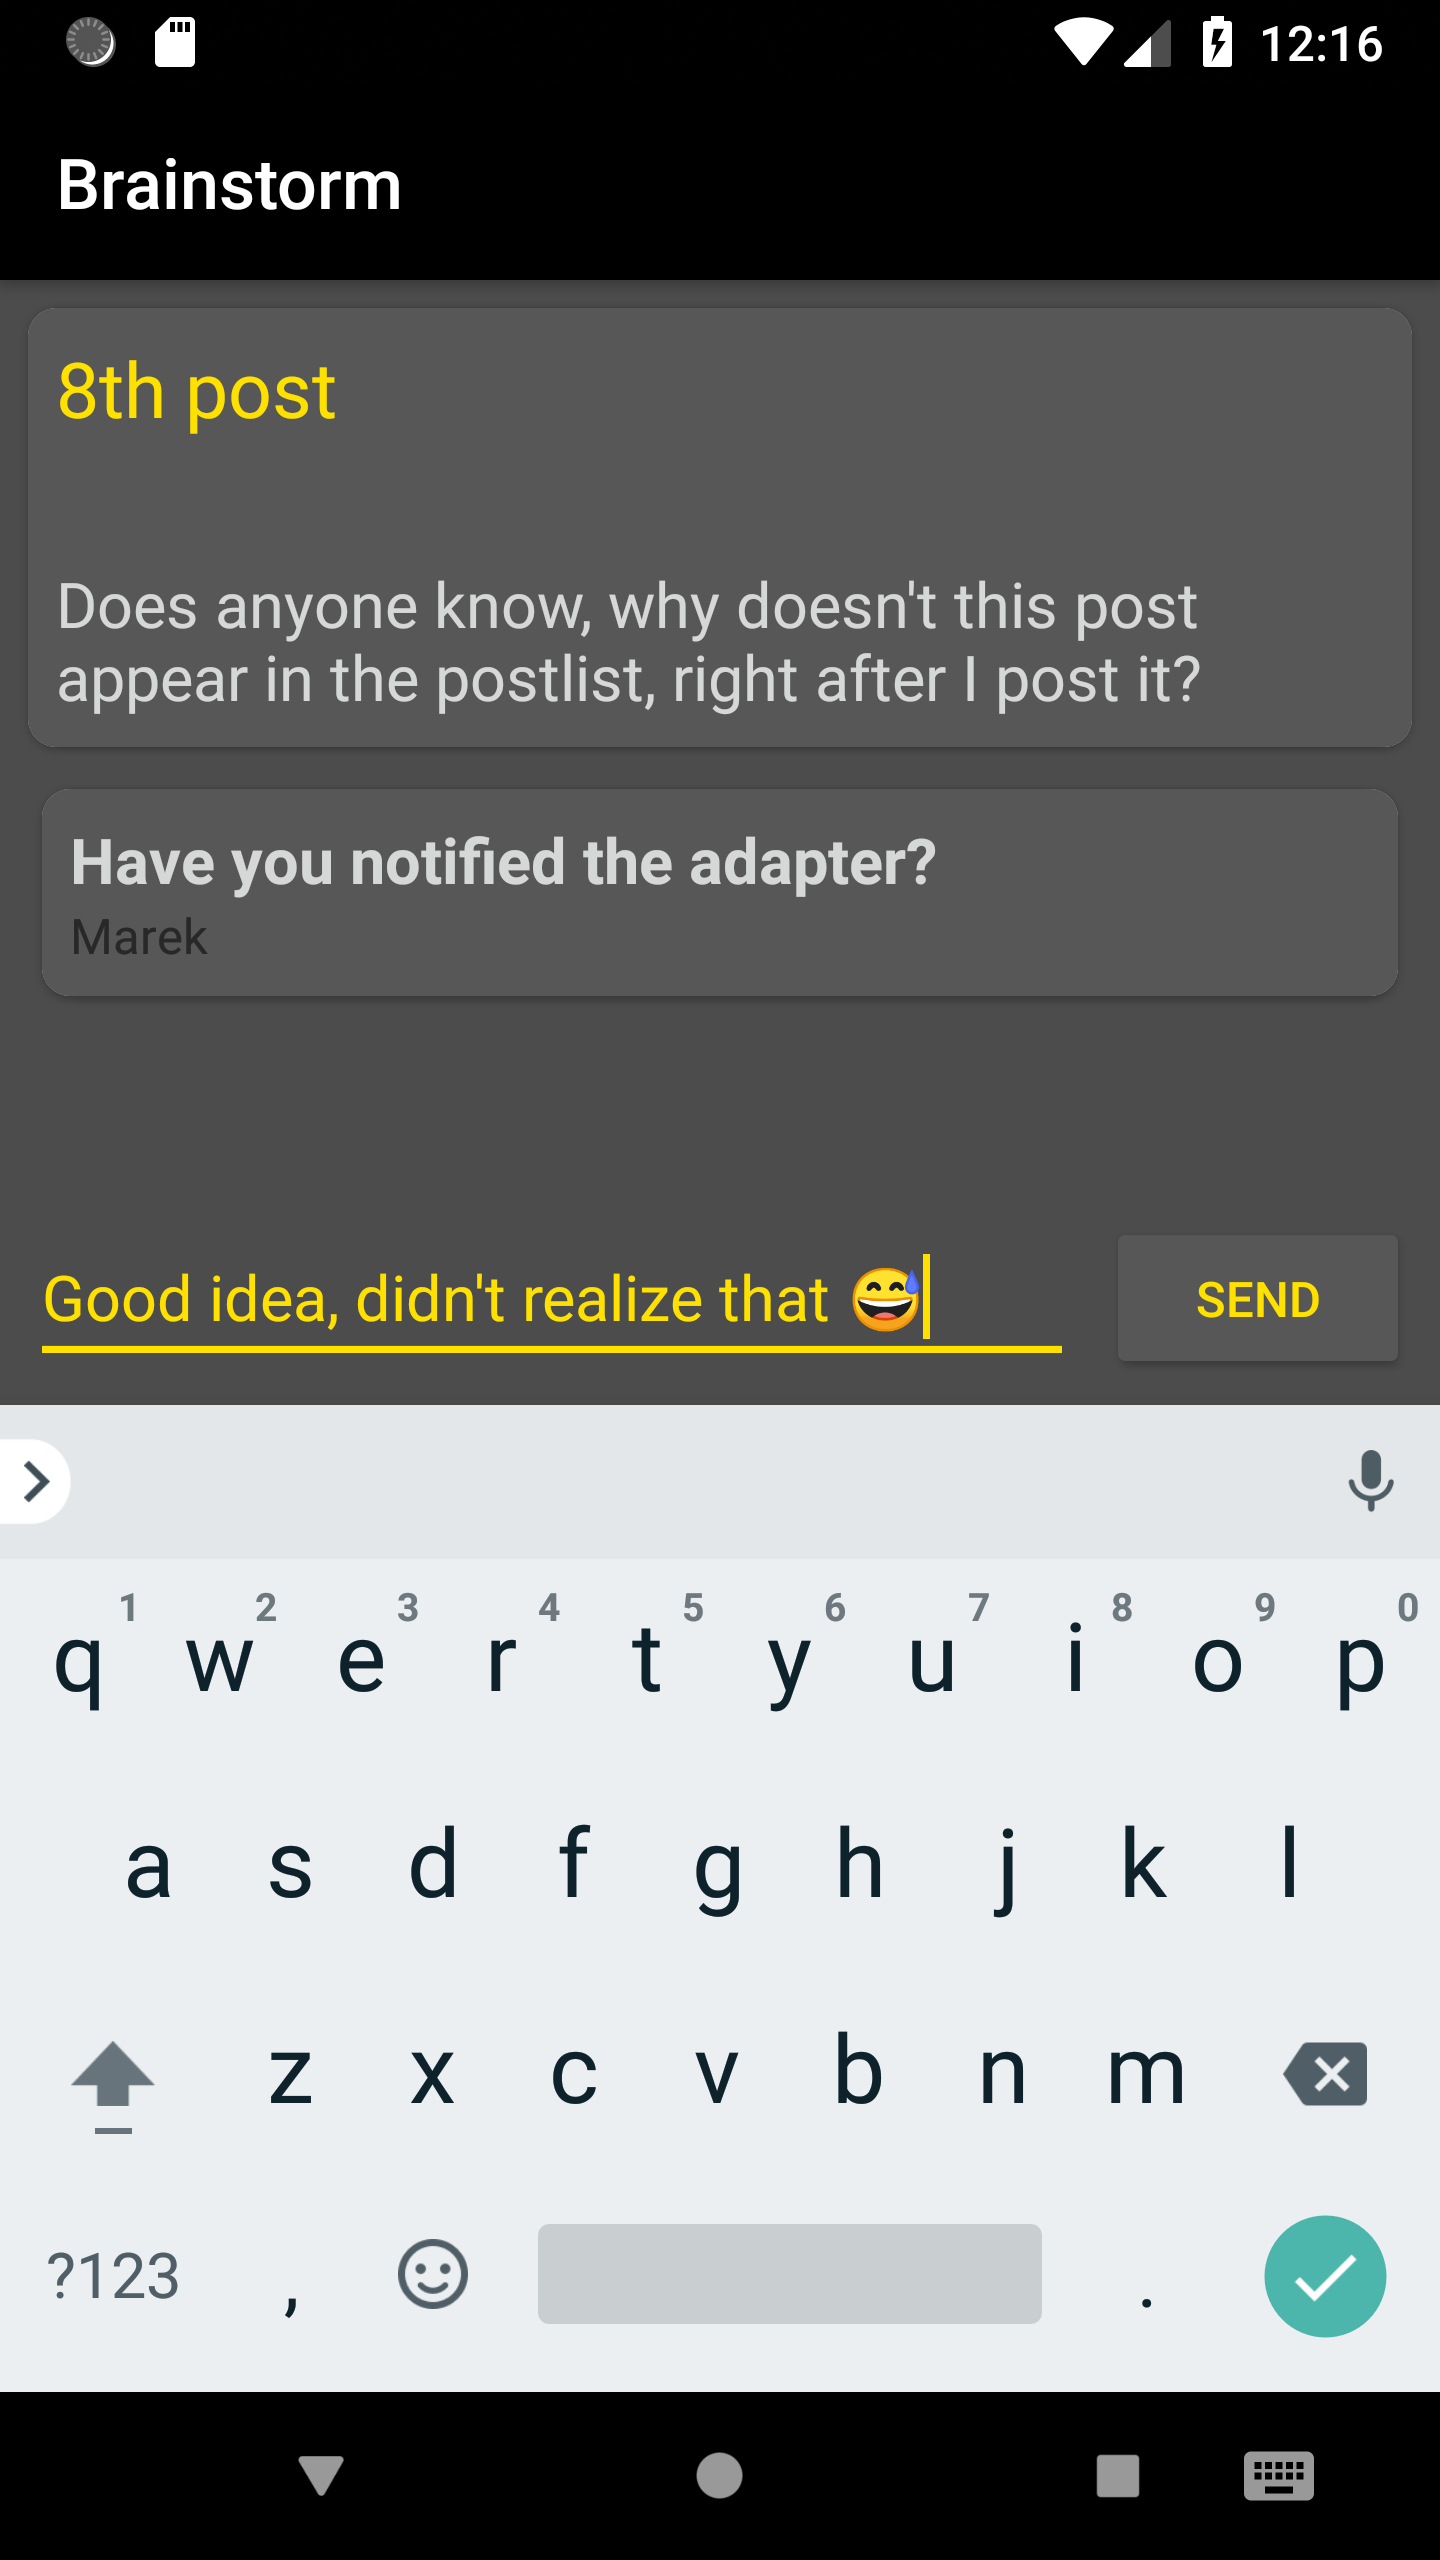 12:16
Brainstorm
8th post
Does anyone know, why doesn't this post
appear in the postlist, right after I post it?
Have you notified the adapter?
Marek
Good idea, didn't realize that 😅
SEND
1 2 3 4 5 6 7 8 9 0
q w e r t y u i o p
a s d f g h j k l
z x c v b n m
?123 , .